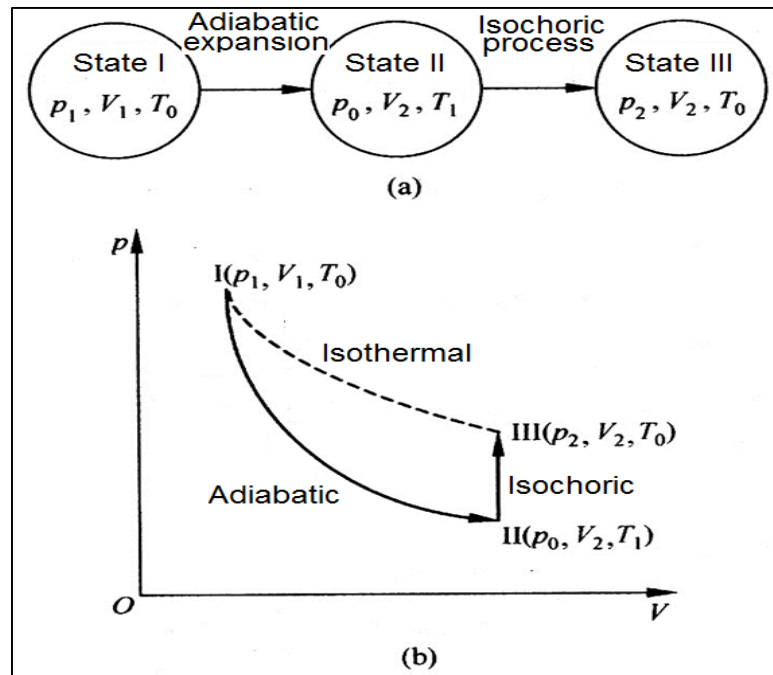 Adiabatic
expansion
Isochoric
process
State I
State II
State III
p₁ , V₁ , T₀
p₀ , V₂ , T₁
p₂ , V₂ , T₀
(a)
p
I(p₁, V₁, T₀)
Isothermal
III(p₂, V₂, T₀)
Adiabatic
Isochoric
II(p₀, V₂, T₁)
O
V
(b)